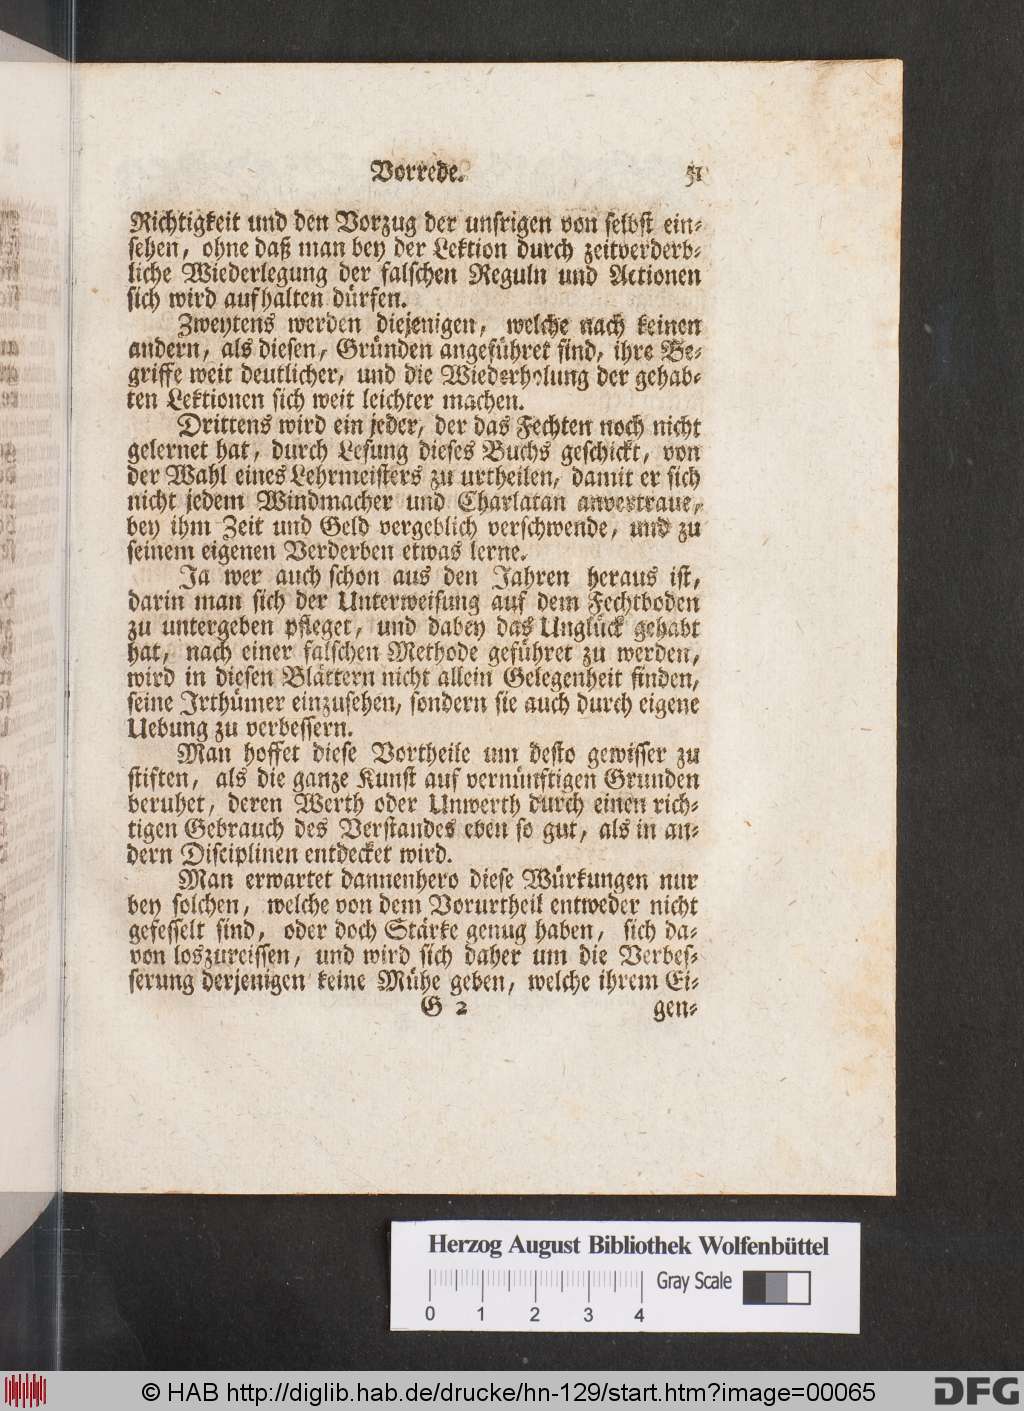 Vorrede. 51
Richtigkeit und den Vorzug der unsrigen von selbst ein-
sehen, ohne daß man bey der Lektion durch zeitverderb-
liche Wiederlegung der falschen Reguln und Actionen
sich wird aufhalten dürfen.
Zweytens werden diejenigen, welche nach keinen
andern, als diesen, Gründen angeführet sind, ihre Be-
griffe weit deutlicher, und die Wiederholung der gehab-
ten Lektionen sich weit leichter machen.
Drittens wird ein jeder, der das Fechten noch nicht
gelernet hat, durch Lesung dieses Buchs geschickt, von
der Wahl eines Lehrmeisters zu urtheilen, damit er sich
nicht jedem Windmacher und Charlatan anvertraue,
bey ihm Zeit und Geld vergeblich verschwende, und zu
seinem eigenen Verderben etwas lerne.
Ja wer auch schon aus den Jahren heraus ist,
darin man sich der Unterweisung auf dem Fechtboden
zu untergeben pfleget, und dabey das Unglück gehabt
hat, nach einer falschen Methode geführet zu werden,
wird in diesen Blättern nicht allein Gelegenheit finden,
seine Irthümer einzusehen, sondern sie auch durch eigene
Uebung zu verbessern.
Man hoffet diese Vortheile um desto gewisser zu
stiften, als die ganze Kunst auf vernünftigen Grunden
beruhet, deren Werth oder Unwerth durch einen rich-
tigen Gebrauch des Verstandes eben so gut, als in an-
dern Disciplinen entdecket wird.
Man erwartet dannenhero diese Würkungen nur
bey solchen, welche von dem Vorurtheil entweder nicht
gefesselt sind, oder doch Stärke genug haben, sich da-
von loszureissen, und wird sich daher um die Verbes-
serung derjenigen keine Mühe geben, welche ihrem Ei-
G 2 gen-
Herzog August Bibliothek Wolfenbüttel
Gray Scale
0 1 2 3 4
© HAB http://diglib.hab.de/drucke/hn-129/start.htm?image=00065
DFG